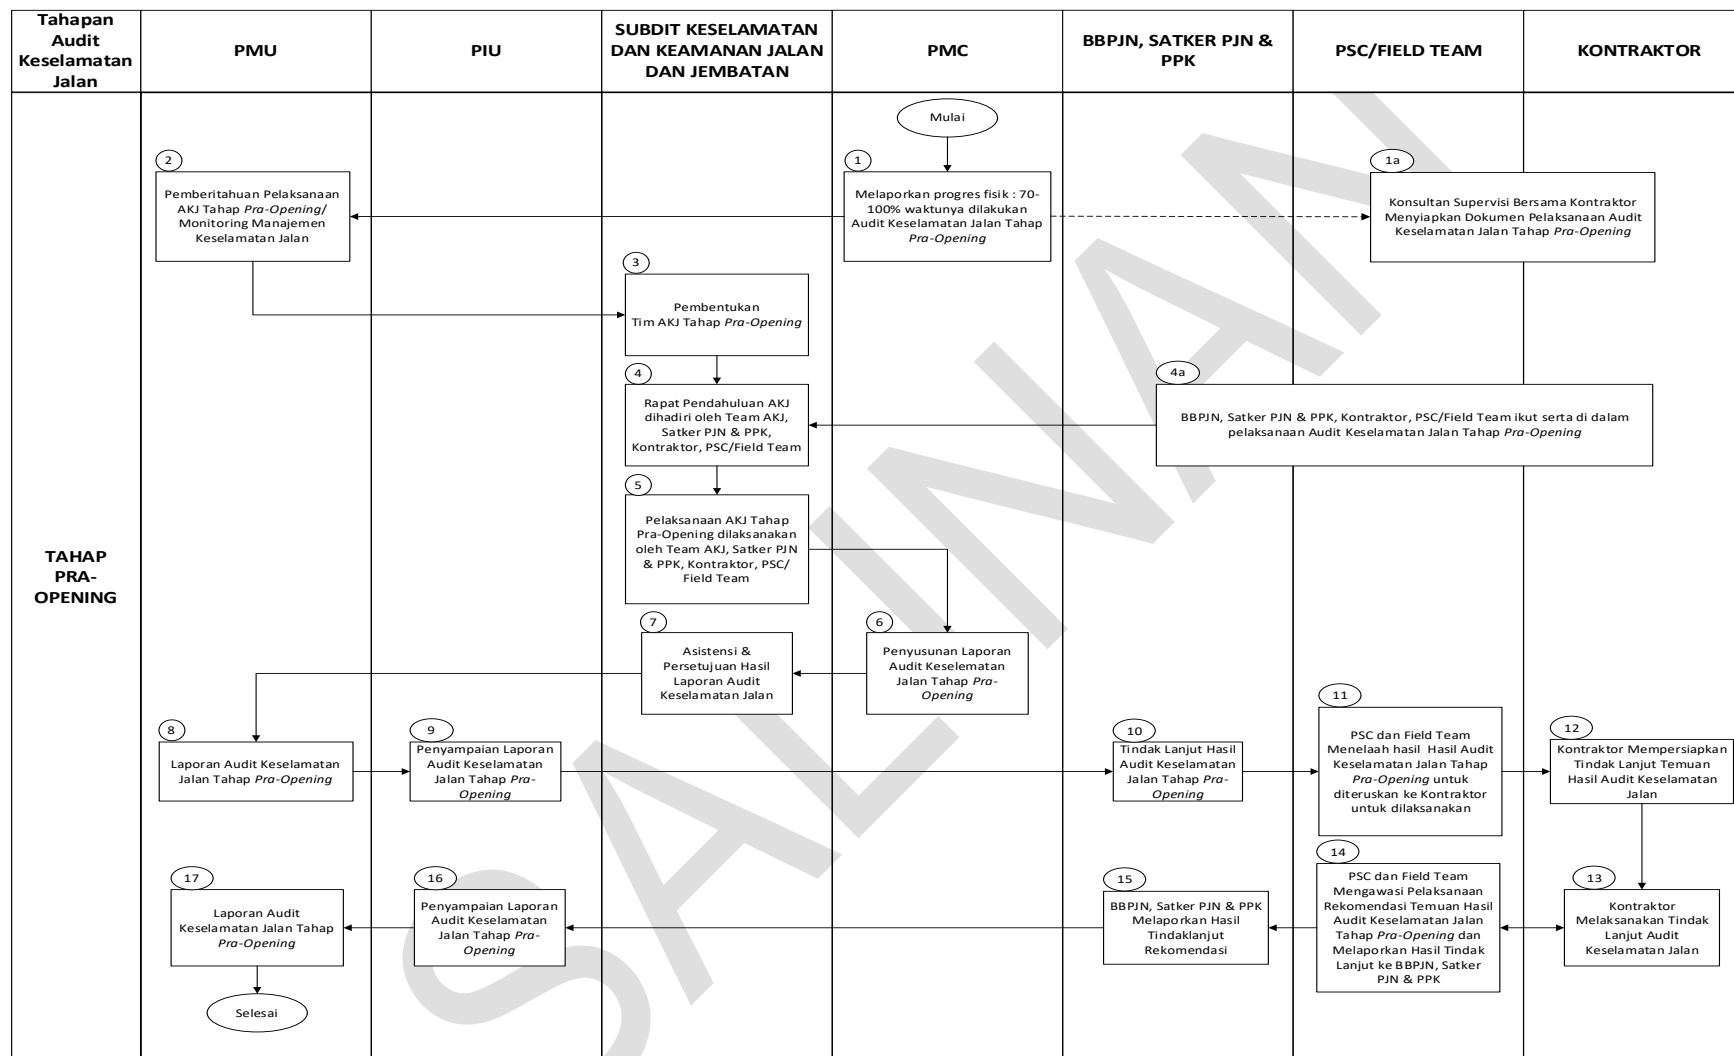 Tahapan
Audit
Keselamatan
Jalan
PMU
PIU
SUBDIT KESELAMATAN
DAN KEAMANAN JALAN
DAN JEMBATAN
PMC
BBPJN, SATKER PJN &
PPK
PSC/FIELD TEAM
KONTRAKTOR
TAHAP
PRA-
OPENING
Mulai
1
Melaporkan progres fisik : 70-
100% waktunya dilakukan
Audit Keselamatan Jalan Tahap
Pra-Opening
1a
Konsultan Supervisi Bersama Kontraktor
Menyiapkan Dokumen Pelaksanaan Audit
Keselamatan Jalan Tahap Pra-Opening
2
Pemberitahuan Pelaksanaan
AKJ Tahap Pra-Opening/
Monitoring Manajemen
Keselamatan Jalan
3
Pembentukan
Tim AKJ Tahap Pra-Opening
4
Rapat Pendahuluan AKJ
dihadiri oleh Team AKJ,
Satker PJN & PPK,
Kontraktor, PSC/Field Team
4a
BBPJN, Satker PJN & PPK, Kontraktor, PSC/Field Team ikut serta di dalam
pelaksanaan Audit Keselamatan Jalan Tahap Pra-Opening
5
Pelaksanaan AKJ Tahap
Pra-Opening dilaksanakan
oleh Team AKJ, Satker PJN
& PPK, Kontraktor, PSC/
Field Team
6
Penyusunan Laporan
Audit Keselematan
Jalan Tahap Pra-
Opening
7
Asistensi &
Persetujuan Hasil
Laporan Audit
Keselamatan Jalan
8
Laporan Audit Keselamatan
Jalan Tahap Pra-Opening
9
Penyampaian Laporan
Audit Keselamatan
Jalan Tahap Pra-
Opening
10
Tindak Lanjut Hasil
Audit Keselamatan
Jalan Tahap Pra-
Opening
11
PSC dan Field Team
Menelaah hasil Hasil Audit
Keselamatan Jalan Tahap
Pra-Opening untuk
diteruskan ke Kontraktor
untuk dilaksanakan
12
Kontraktor Mempersiapkan
Tindak Lanjut Temuan
Hasil Audit Keselamatan
Jalan
13
Kontraktor
Melaksanakan Tindak
Lanjut Audit
Keselamatan Jalan
14
PSC dan Field Team
Mengawasi Pelaksanaan
Rekomendasi Temuan Hasil
Audit Keselamatan Jalan
Tahap Pra-Opening dan
Melaporkan Hasil Tindak
Lanjut ke BBPJN, Satker
PJN & PPK
15
BBPJN, Satker PJN & PPK
Melaporkan Hasil
Tindaklanjut
Rekomendasi
16
Penyampaian Laporan
Audit Keselamatan
Jalan Tahap Pra-
Opening
17
Laporan Audit
Keselamatan Jalan Tahap
Pra-Opening
Selesai
SALINAN